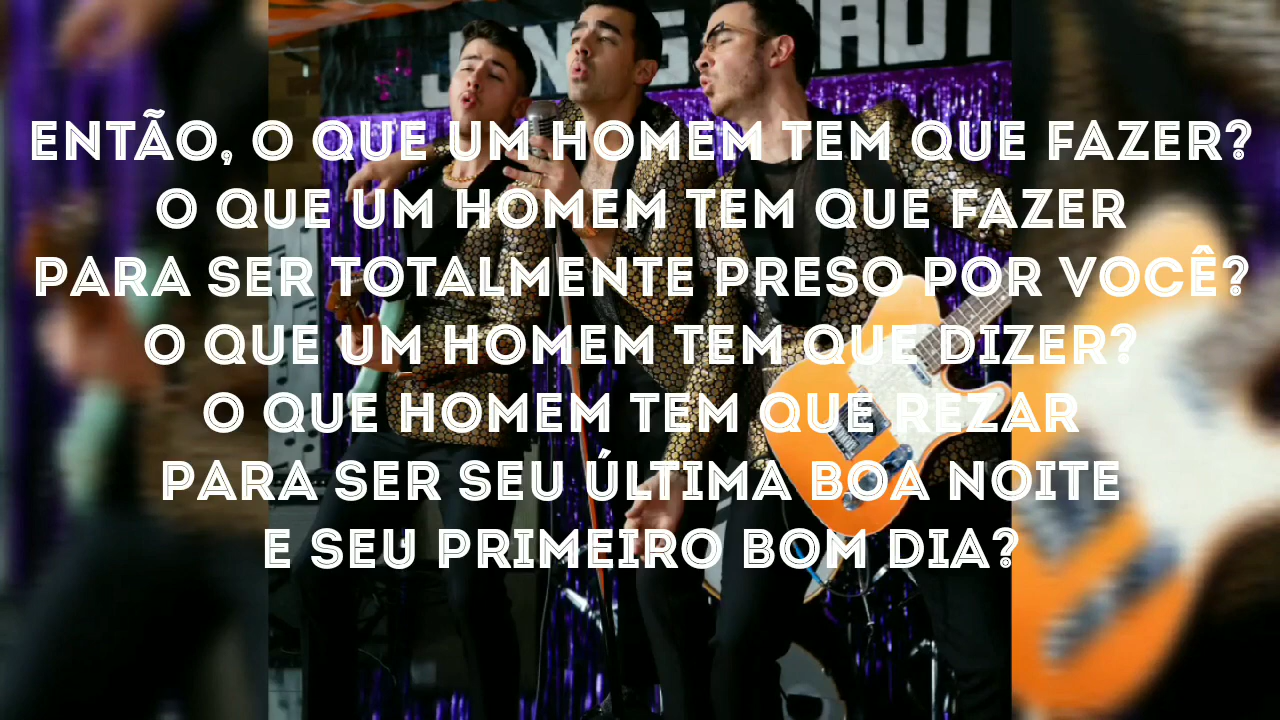 ENTÃO, O QUE UM HOMEM TEM QUE FAZER?
O QUE UM HOMEM TEM QUE FAZER
PARA SER TOTALMENTE PRESO POR VOCÊ?
O QUE UM HOMEM TEM QUE DIZER?
O QUE HOMEM TEM QUE REZAR
PARA SER SEU ÚLTIMA BOA NOITE
E SEU PRIMEIRO BOM DIA?